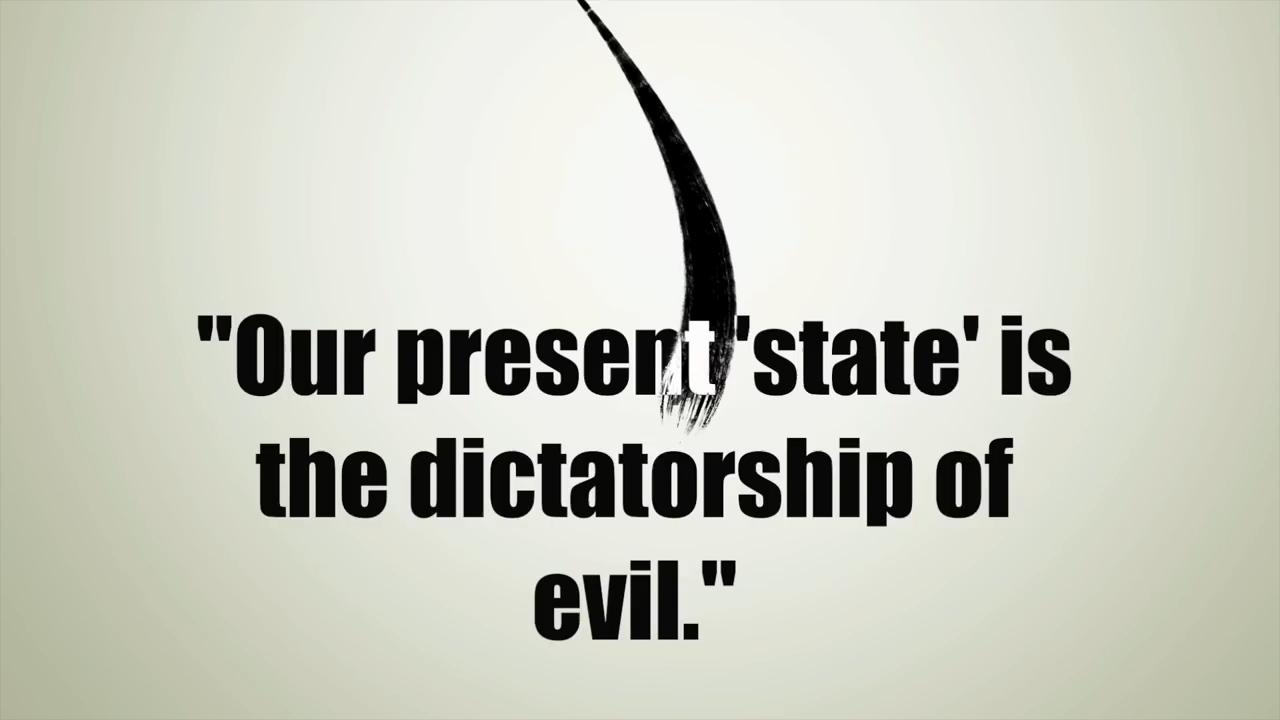 "Our present 'state' is
the dictatorship of
evil."